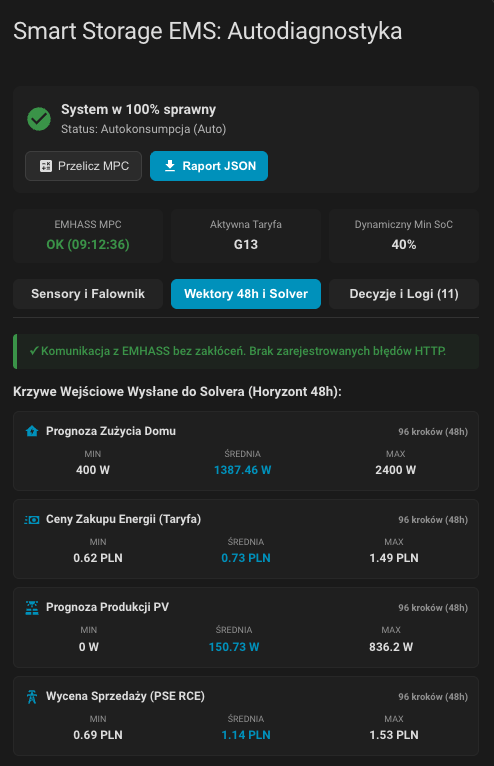 Smart Storage EMS: Autodiagnostyka
System w 100% sprawny
Status: Autokonsumpcja (Auto)
Przelicz MPC
Raport JSON
EMHASS MPC
OK (09:12:36)
Aktywna Taryfa
G13
Dynamiczny Min SoC
40%
Sensory i Falownik
Wektory 48h i Solver
Decyzje i Logi (11)
✓ Komunikacja z EMHASS bez zakłóceń. Brak zarejestrowanych błędów HTTP.
Krzywe Wejściowe Wysłane do Solvera (Horyzont 48h):
Prognoza Zużycia Domu 96 kroków (48h)
MIN ŚREDNIA MAX
400 W 1387.46 W 2400 W
Ceny Zakupu Energii (Taryfa) 96 kroków (48h)
MIN ŚREDNIA MAX
0.62 PLN 0.73 PLN 1.49 PLN
Prognoza Produkcji PV 96 kroków (48h)
MIN ŚREDNIA MAX
0 W 150.73 W 836.2 W
Wycena Sprzedaży (PSE RCE) 96 kroków (48h)
MIN ŚREDNIA MAX
0.69 PLN 1.14 PLN 1.53 PLN